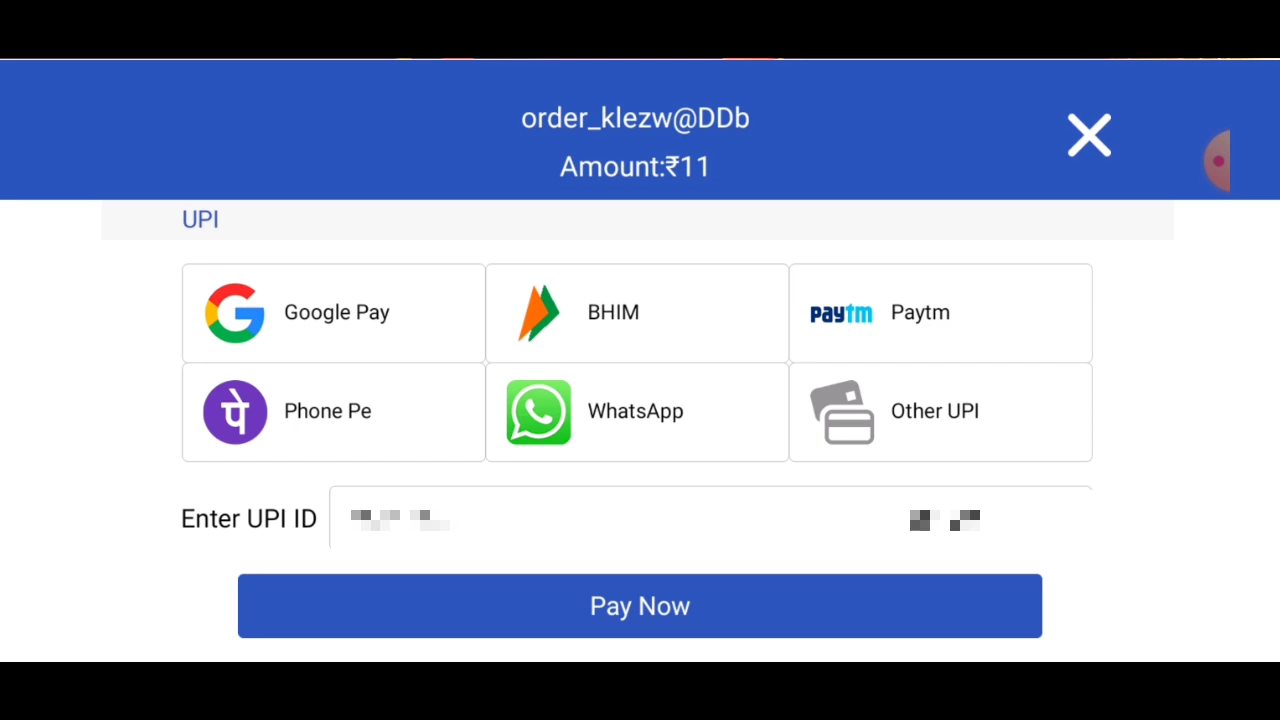 order_klezw@DDb
Amount:₹11
UPI
Google Pay
BHIM
paytm Paytm
पे Phone Pe
WhatsApp
Other UPI
Enter UPI ID
Pay Now